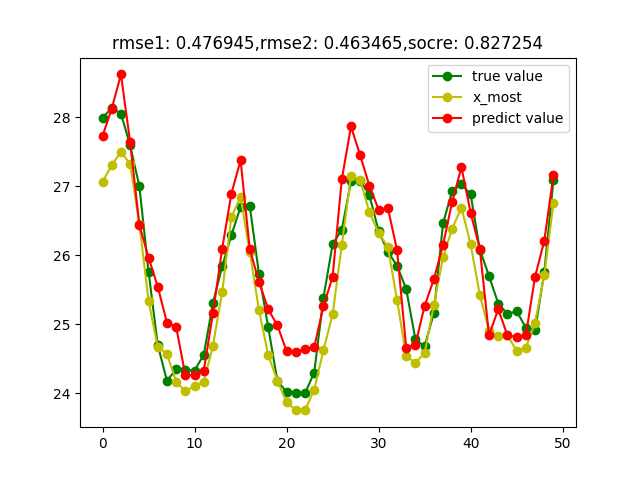 rmse1: 0.476945,rmse2: 0.463465,socre: 0.827254
true value
x_most
predict value
28
27
26
25
24
0 10 20 30 40 50